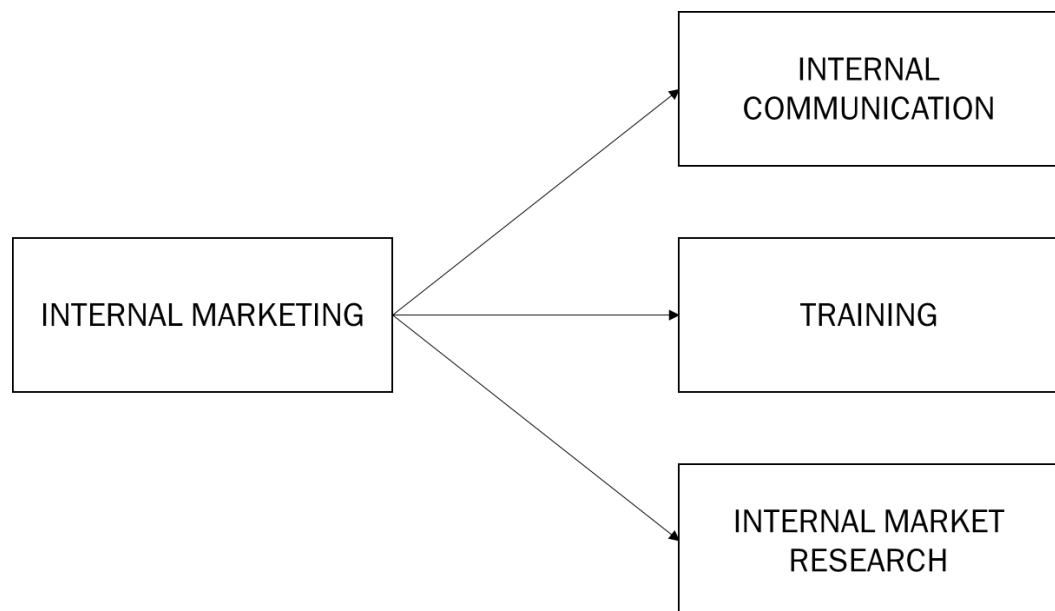 INTERNAL
COMMUNICATION
INTERNAL MARKETING
TRAINING
INTERNAL MARKET
RESEARCH